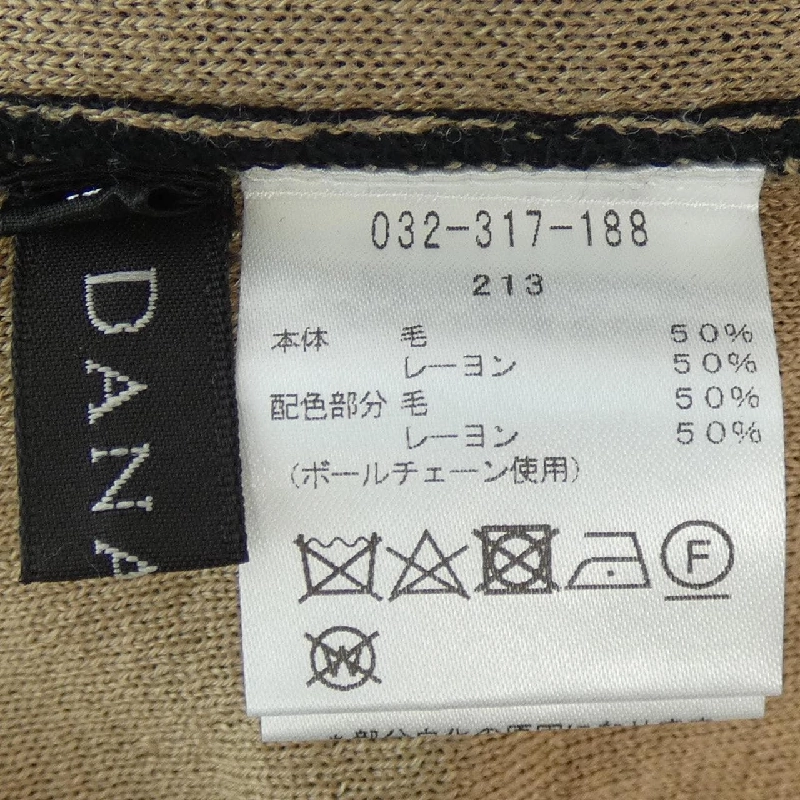 DANA
032-317-188
213
本体 毛 50%
レーヨン 50%
配色部分 毛 50%
レーヨン 50%
(ボールチェーン使用)
F
W